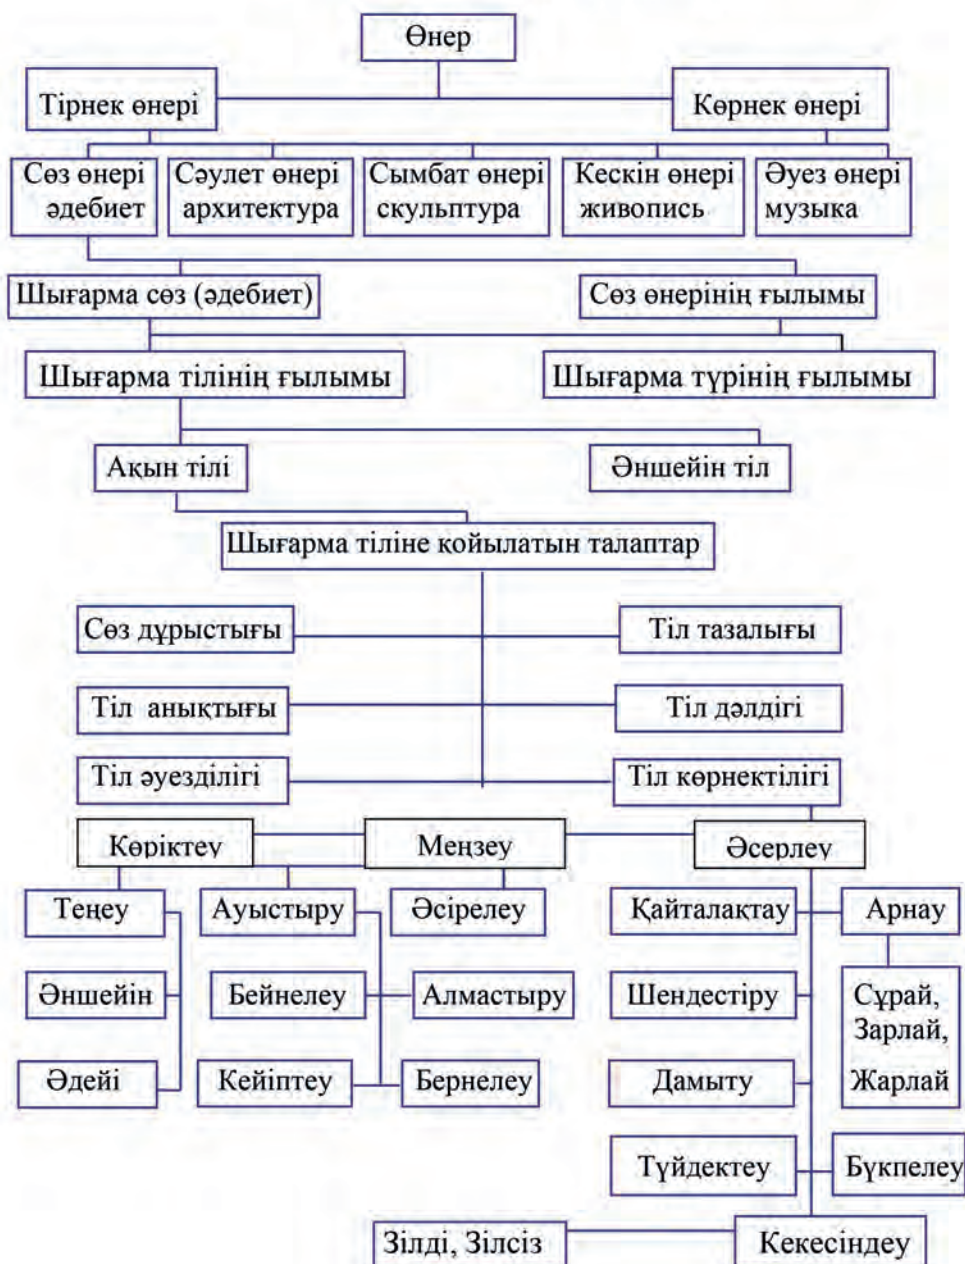 Өнер
Тірнек өнері
Көрнек өнері
Сөз өнері
әдебиет
Сәулет өнері
архитектура
Сымбат өнері
скульптура
Кескін өнері
живопись
Әуез өнері
музыка
Шығарма сөз (әдебиет)
Сөз өнерінің ғылымы
Шығарма тілінің ғылымы
Шығарма түрінің ғылымы
Ақын тілі
Әншейін тіл
Шығарма тіліне қойылатын талаптар
Сөз дұрыстығы
Тіл тазалығы
Тіл анықтығы
Тіл дәлдігі
Тіл әуезділігі
Тіл көрнектілігі
Көріктеу
Меңзеу
Әсерлеу
Теңеу
Ауыстыру
Әсірелеу
Қайталақтау
Арнау
Әншейін
Бейнелеу
Алмастыру
Шендестіру
Сұрай,
Зарлай,
Жарлай
Әдейі
Кейіптеу
Бернелеу
Дамыту
Түйдектеу
Бүкпелеу
Зілді, Зілсіз
Кекесіндеу